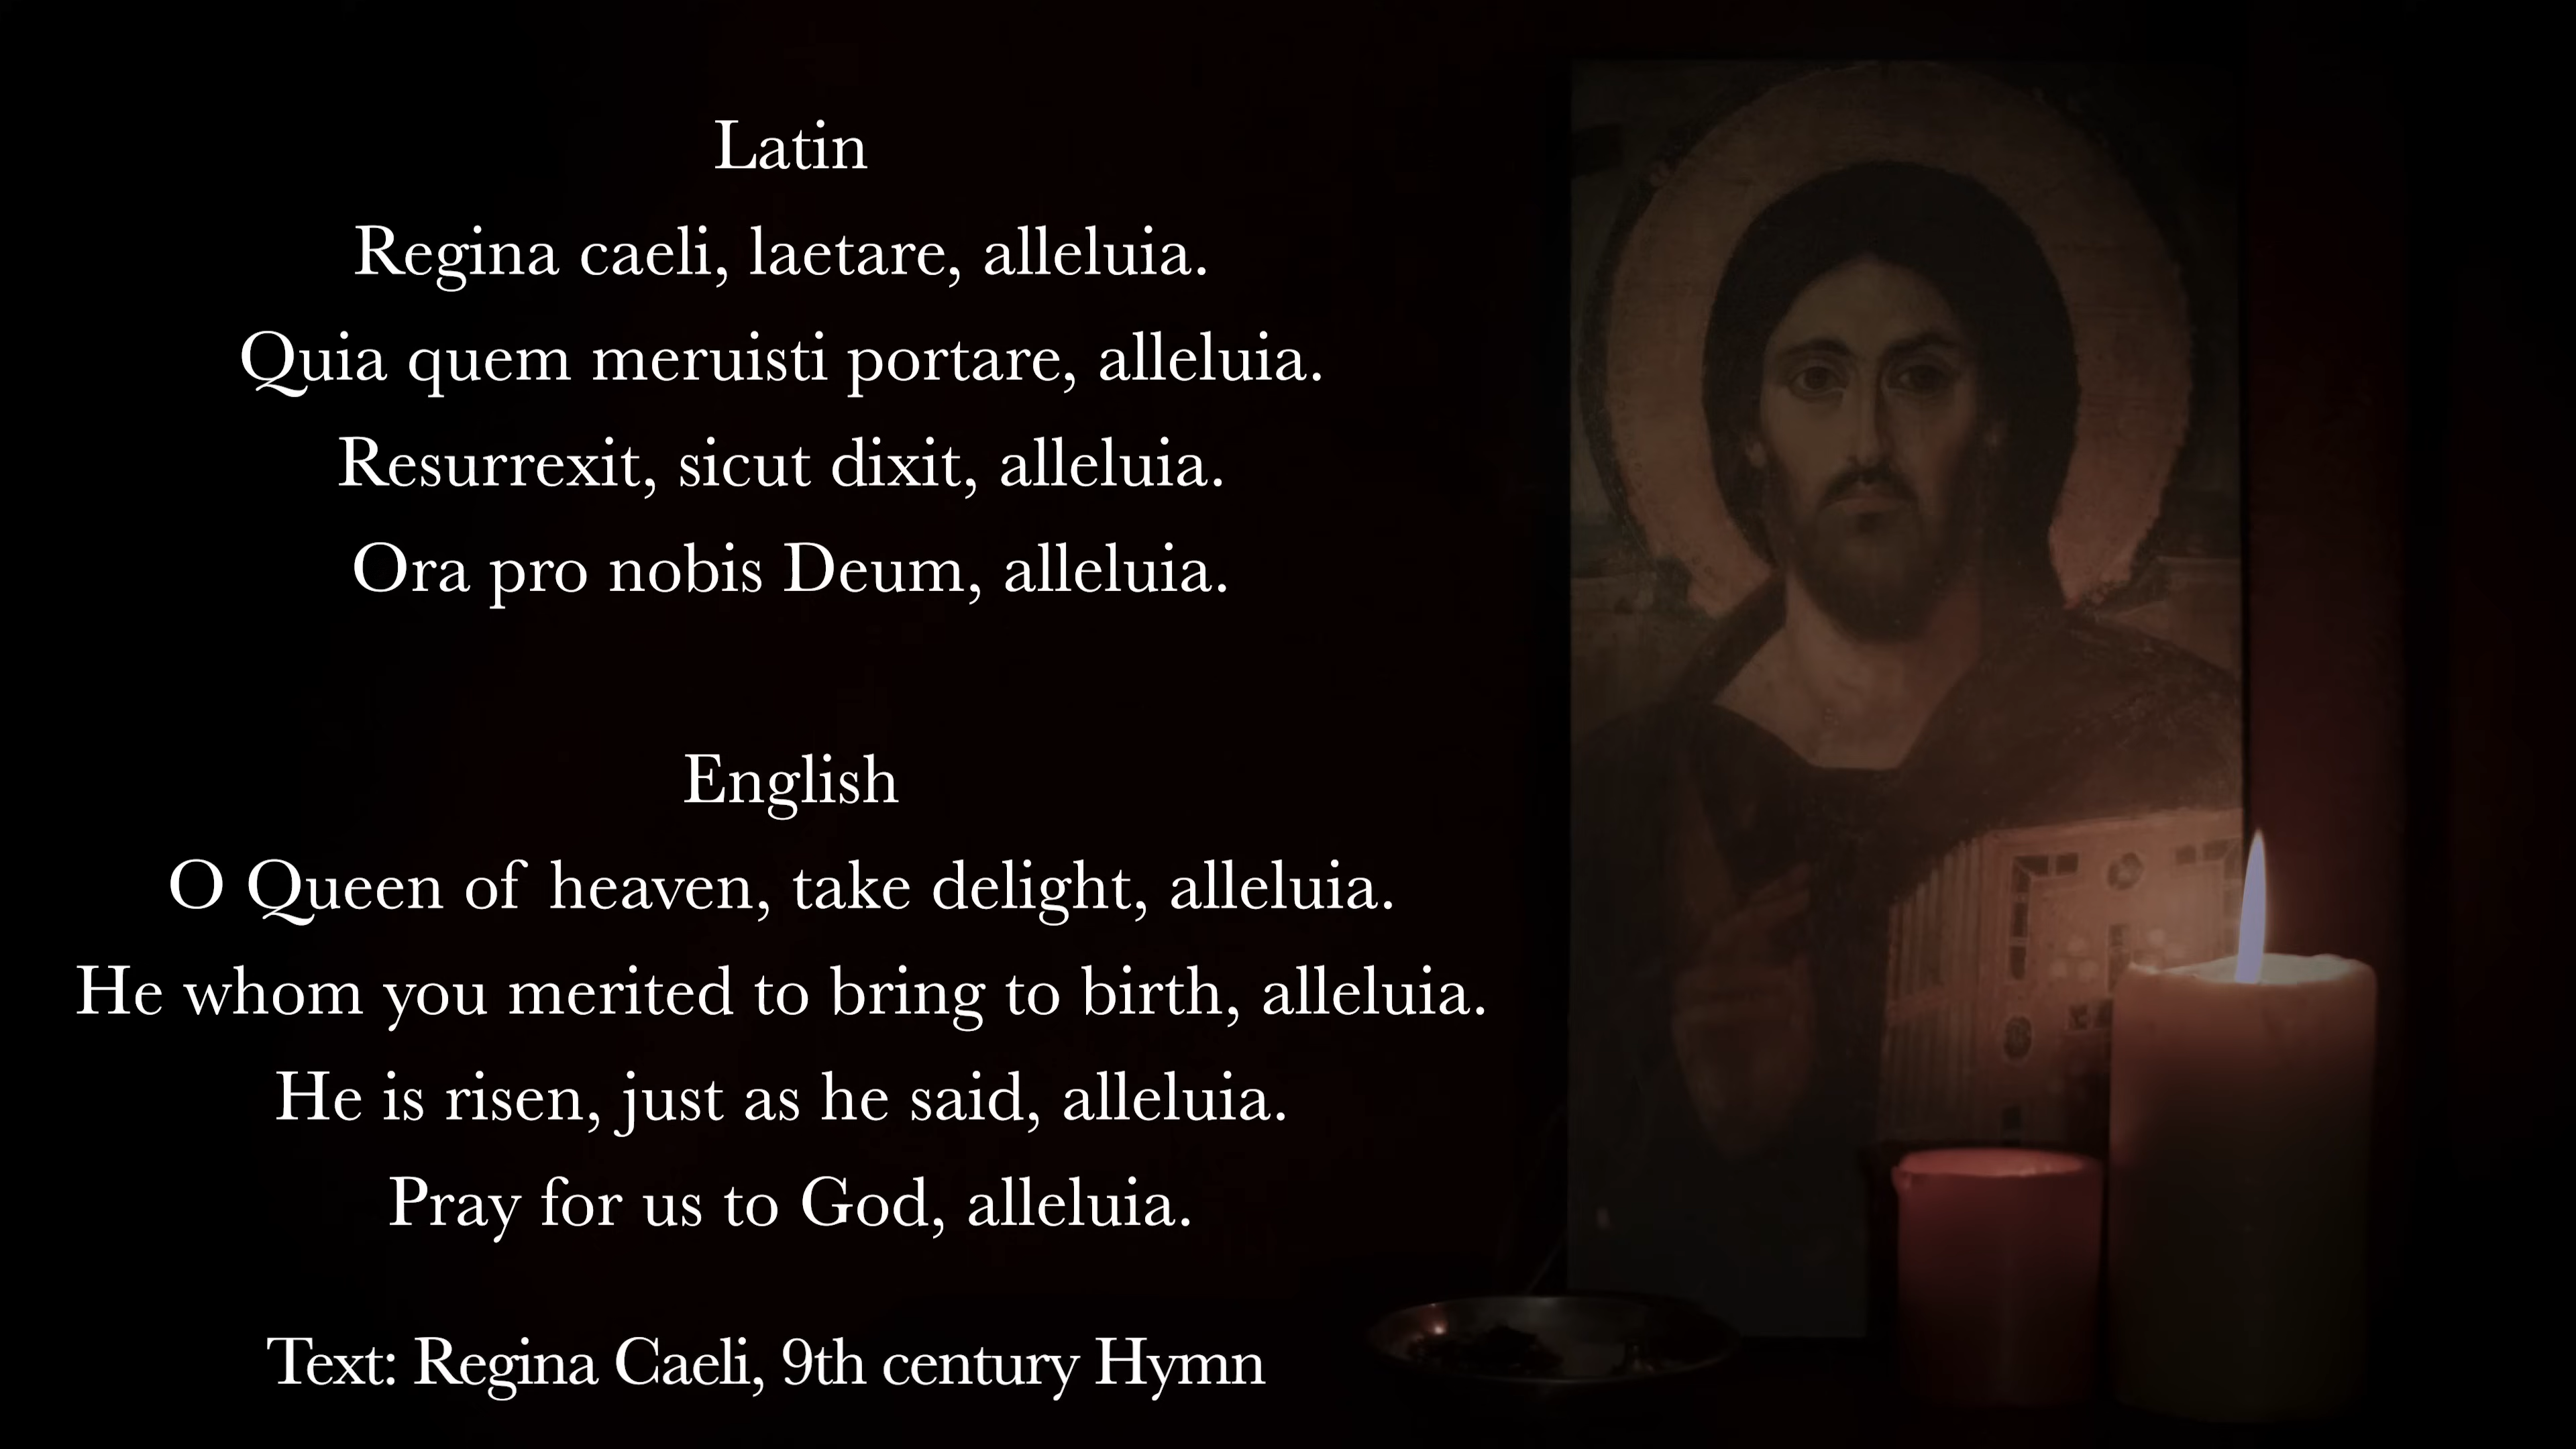 Latin
Regina caeli, laetare, alleluia.
Quia quem meruisti portare, alleluia.
Resurrexit, sicut dixit, alleluia.
Ora pro nobis Deum, alleluia.
English
O Queen of heaven, take delight, alleluia.
He whom you merited to bring to birth, alleluia.
He is risen, just as he said, alleluia.
Pray for us to God, alleluia.
Text: Regina Caeli, 9th century Hymn